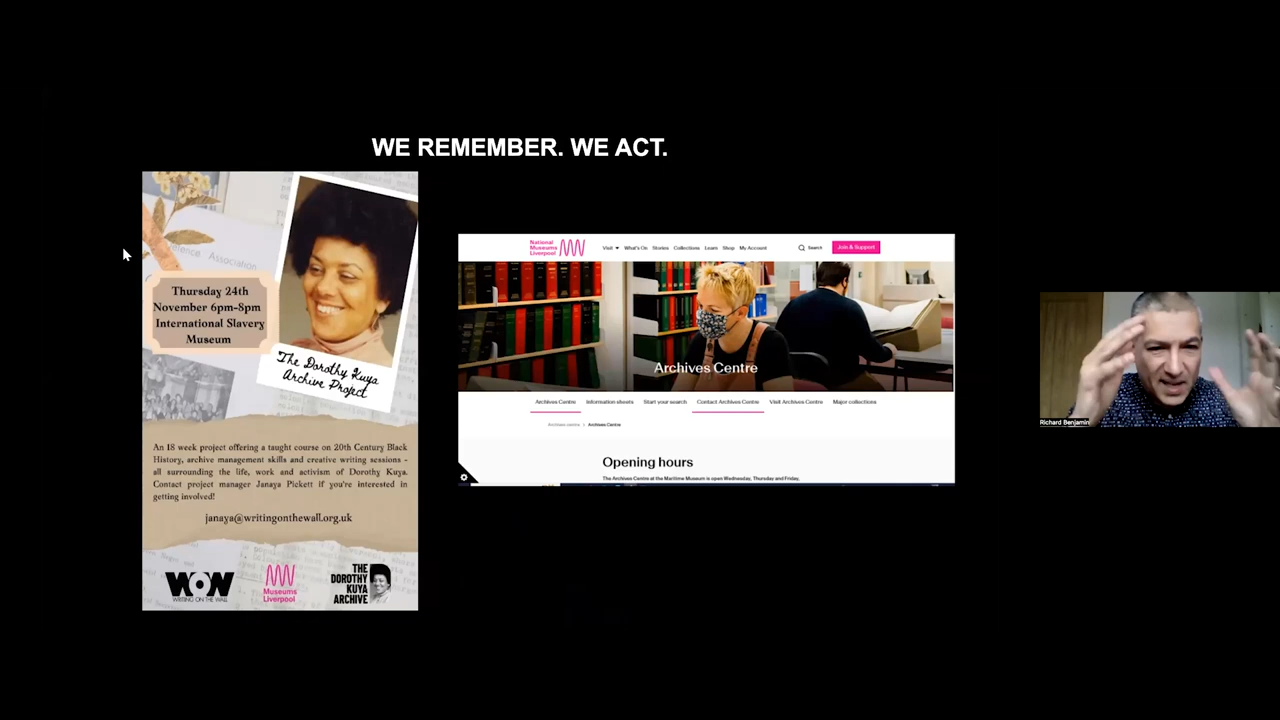 WE REMEMBER. WE ACT.
Thursday 24th
November 6pm-8pm
International Slavery
Museum
The Dorothy Kuya
Archive Project
An 18 week project offering a taught course on 20th Century Black
History, archive management skills and creative writing sessions -
all surrounding the life, work and activism of Dorothy Kuya.
Contact project manager Janaya Pickett if you're interested in
getting involved!
janaya@writingonthewall.org.uk
WOW
WRITING ON THE WALL
Museums
Liverpool
THE
DOROTHY
KUYA
ARCHIVE
National
Museums
Liverpool
Visit What's On Stories Collections Learn Shop My Account
Search
Join & Support
Archives Centre
Archives Centre Information sheets Start your search Contact Archives Centre Visit Archives Centre Major collections
Archives centre > Archives Centre
Opening hours
The Archives Centre at the Maritime Museum is open Wednesday, Thursday and Friday,
Richard Benjamin